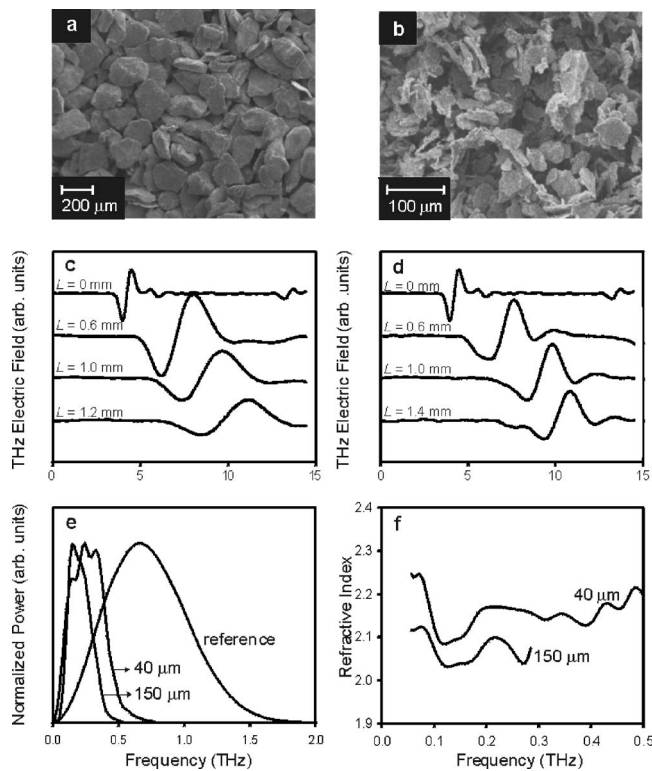 a
200 μm
b
100 μm
THz Electric Field (arb. units)
c
L = 0 mm
L = 0.6 mm
L = 1.0 mm
L = 1.2 mm
0 5 10 15
THz Electric Field (arb .units)
d
L = 0 mm
L = 0.6 mm
L = 1.0 mm
L = 1.4 mm
0 5 10 15
Normalized Power (arb. units)
e
reference
40 μm
150 μm
0.0 0.5 1.0 1.5 2.0
Frequency (THz)
Refractive Index
f
2.4
2.3
2.2
2.1
2.0
1.9
40 μm
150 μm
0.0 0.1 0.2 0.3 0.4 0.5
Frequency (THz)